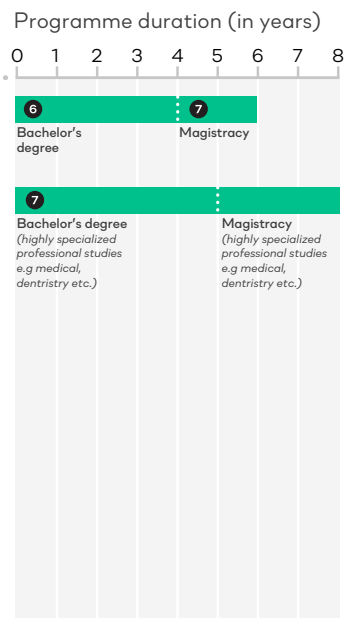 Programme duration (in years)
0 1 2 3 4 5 6 7 8
6 7
Bachelor's
degree
Magistracy
7
Bachelor's degree
(highly specialized
professional studies
e.g medical,
dentristry etc.)
Magistracy
(highly specialized
professional studies
e.g medical,
dentristry etc.)